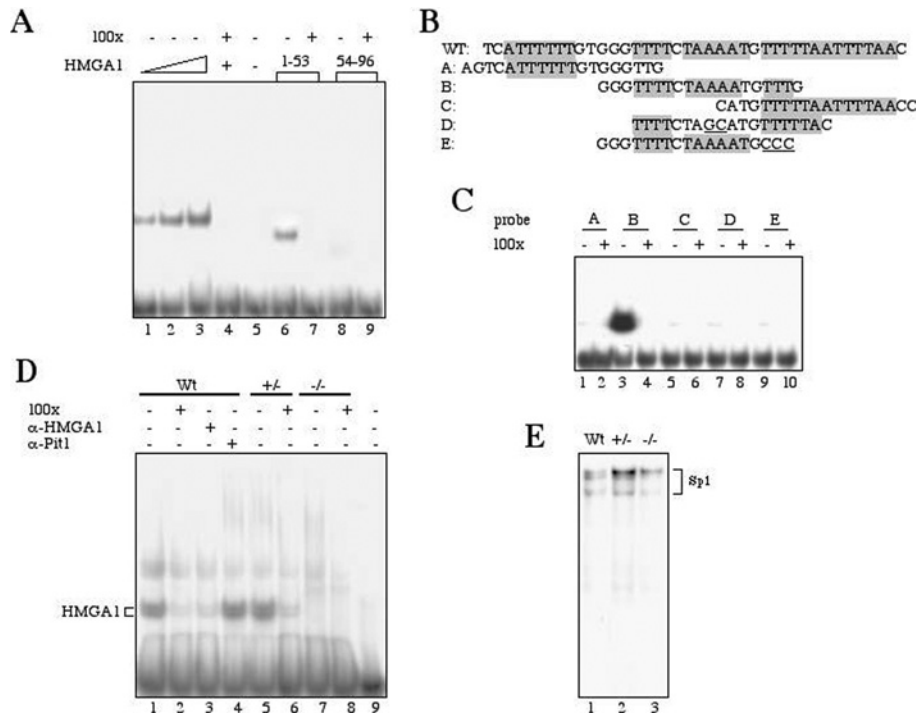 A
100x - - - + - - + - +
HMGA1 + - 1-53 54-96
1 2 3 4 5 6 7 8 9
B
WT: TCATTTTTTGTGGGTTTTCTAAAATGTTTTTAATTTTAAC
A: AGTCATTTTTTGTGGGTTG
B: GGGTTTTCTAAAATGTTTG
C: CATGTTTTTAATTTTAACC
D: TTTTCTAGCATGTTTTTAC
E: GGGTTTTCTAAAATGCCC
C
probe A B C D E
100x - + - + - + - + - +
1 2 3 4 5 6 7 8 9 10
D
Wt +/- -/-
100x - + - - - + - + -
α-HMGA1 - - + - - - - - -
α-Pit1 - - - + - - - - -
HMGA1
1 2 3 4 5 6 7 8 9
E
Wt +/- -/-
Sp1
1 2 3